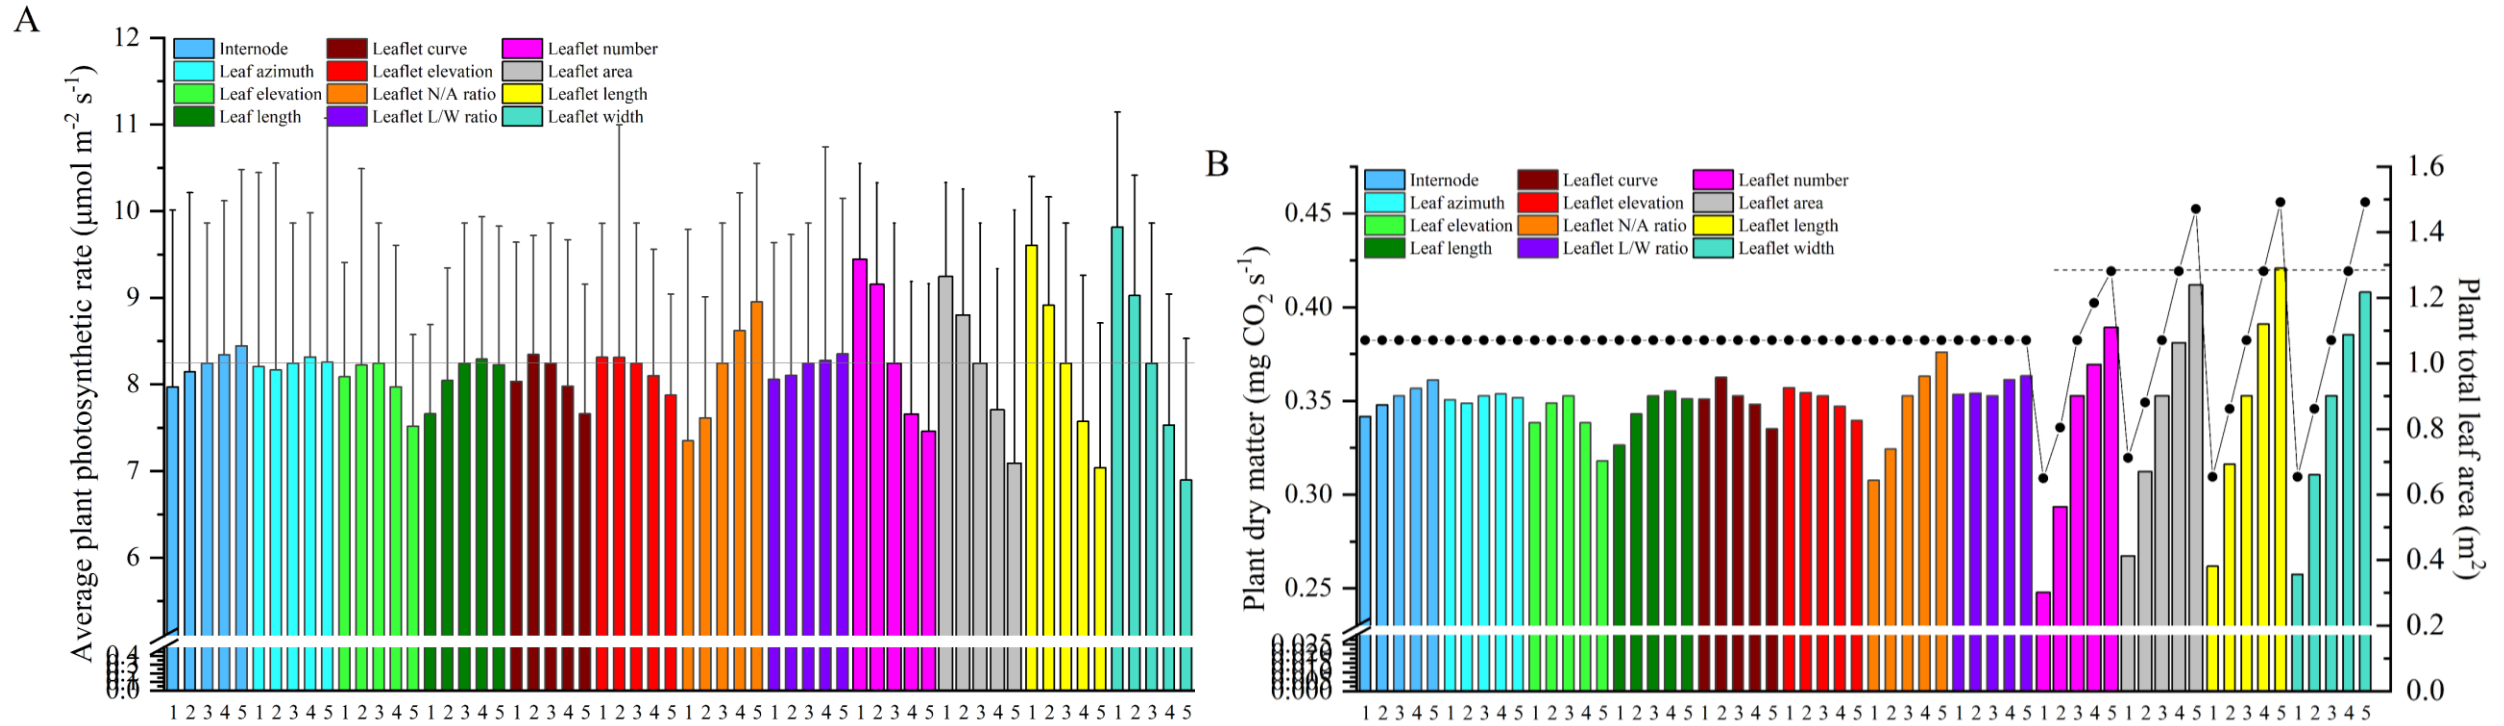 A
Average plant photosynthetic rate (μmol m⁻² s⁻¹)
12
11
10
9
8
7
6
0.4
0.0
Internode
Leaf azimuth
Leaf elevation
Leaf length
Leaflet curve
Leaflet elevation
Leaflet N/A ratio
Leaflet L/W ratio
Leaflet number
Leaflet area
Leaflet length
Leaflet width
1 2 3 4 5 1 2 3 4 5 1 2 3 4 5 1 2 3 4 5 1 2 3 4 5 1 2 3 4 5 1 2 3 4 5 1 2 3 4 5 1 2 3 4 5 1 2 3 4 5 1 2 3 4 5 1 2 3 4 5
B
Plant dry matter (mg CO₂ s⁻¹)
0.45
0.40
0.35
0.30
0.25
0.025
0.000
Internode
Leaf azimuth
Leaf elevation
Leaf length
Leaflet curve
Leaflet elevation
Leaflet N/A ratio
Leaflet L/W ratio
Leaflet number
Leaflet area
Leaflet length
Leaflet width
1.6
1.4
1.2
1.0
0.8
0.6
0.4
0.2
0.0
Plant total leaf area (m²)
1 2 3 4 5 1 2 3 4 5 1 2 3 4 5 1 2 3 4 5 1 2 3 4 5 1 2 3 4 5 1 2 3 4 5 1 2 3 4 5 1 2 3 4 5 1 2 3 4 5 1 2 3 4 5 1 2 3 4 5